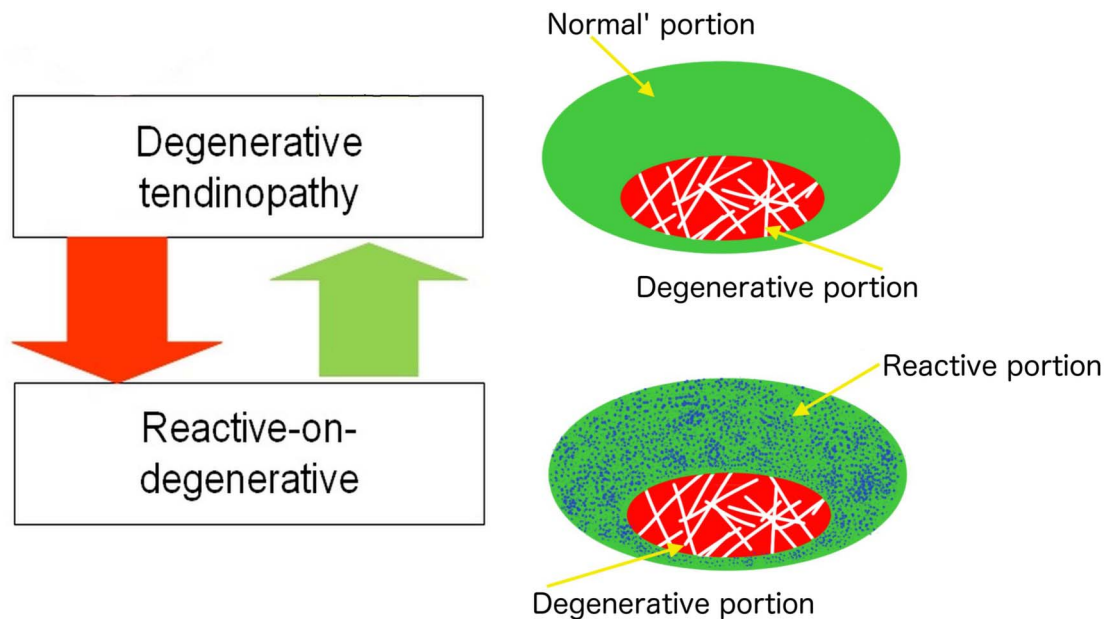 Normal' portion
Degenerative
tendinopathy
Degenerative portion
Reactive portion
Reactive-on-
degenerative
Degenerative portion